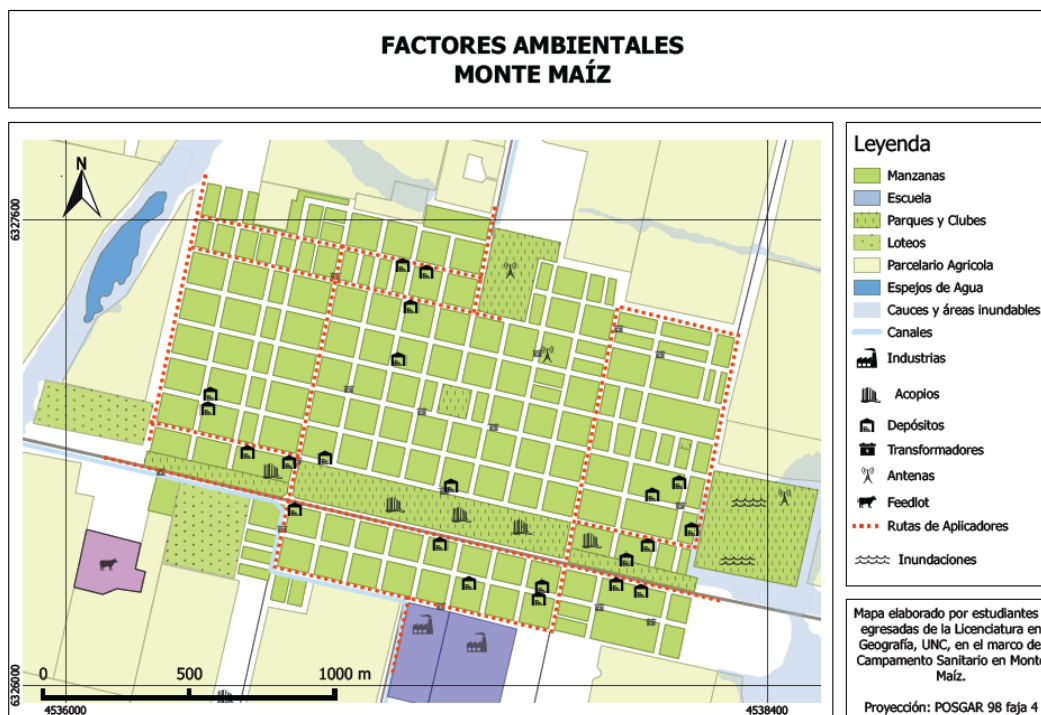 FACTORES AMBIENTALES
MONTE MAÍZ
N
6327600
6326000
0
500
1000 m
4536000
4538400
Leyenda
Manzanas
Escuela
Parques y Clubes
Loteos
Parcelario Agricola
Espejos de Agua
Cauces y áreas inundables
Canales
Industrias
Acopios
Depósitos
Transformadores
Antenas
Feedlot
Rutas de Aplicadores
Inundaciones
Mapa elaborado por estudiantes
egresadas de la Licenciatura en
Geografía, UNC, en el marco de
Campamento Sanitario en Monte
Maíz.
Proyección: POSGAR 98 faja 4